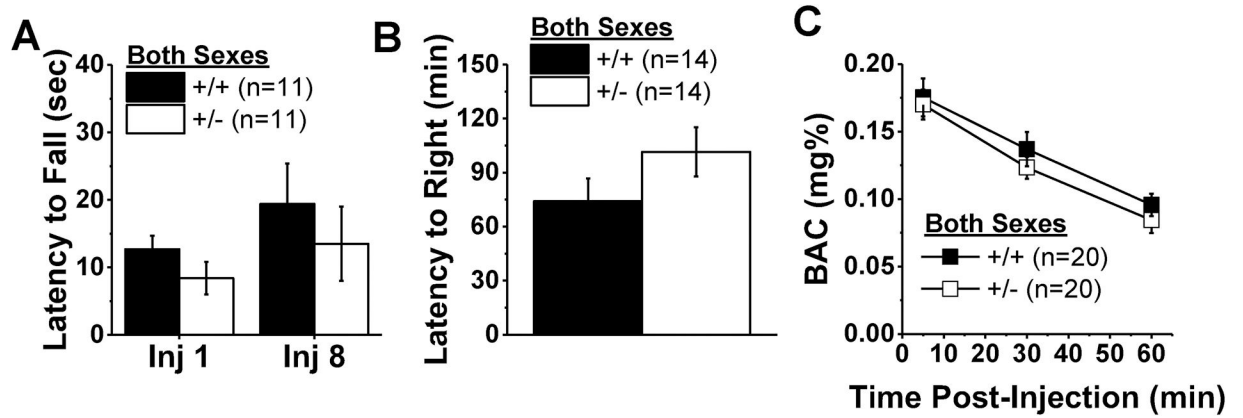 A
Both Sexes
+/+ (n=11)
+/- (n=11)
Latency to Fall (sec)
40
30
20
10
0
Inj 1
Inj 8
B
Both Sexes
+/+ (n=14)
+/- (n=14)
Latency to Right (min)
150
120
90
60
30
0
C
BAC (mg%)
0.20
0.15
0.10
0.05
0.00
Both Sexes
+/+ (n=20)
+/- (n=20)
0 10 20 30 40 50 60
Time Post-Injection (min)